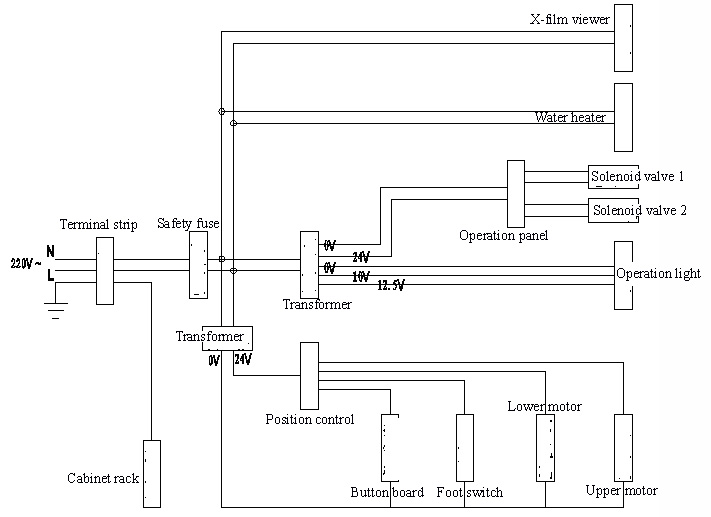 X-film viewer
Water heater
Solenoid valve 1
Solenoid valve 2
Operation panel
Terminal strip
Safety fuse
N
220V~
L
0V
24V
0V
10V
12.5V
Operation light
Transformer
Transformer
0V
24V
Position control
Lower motor
Cabinet rack
Button board
Foot switch
Upper motor